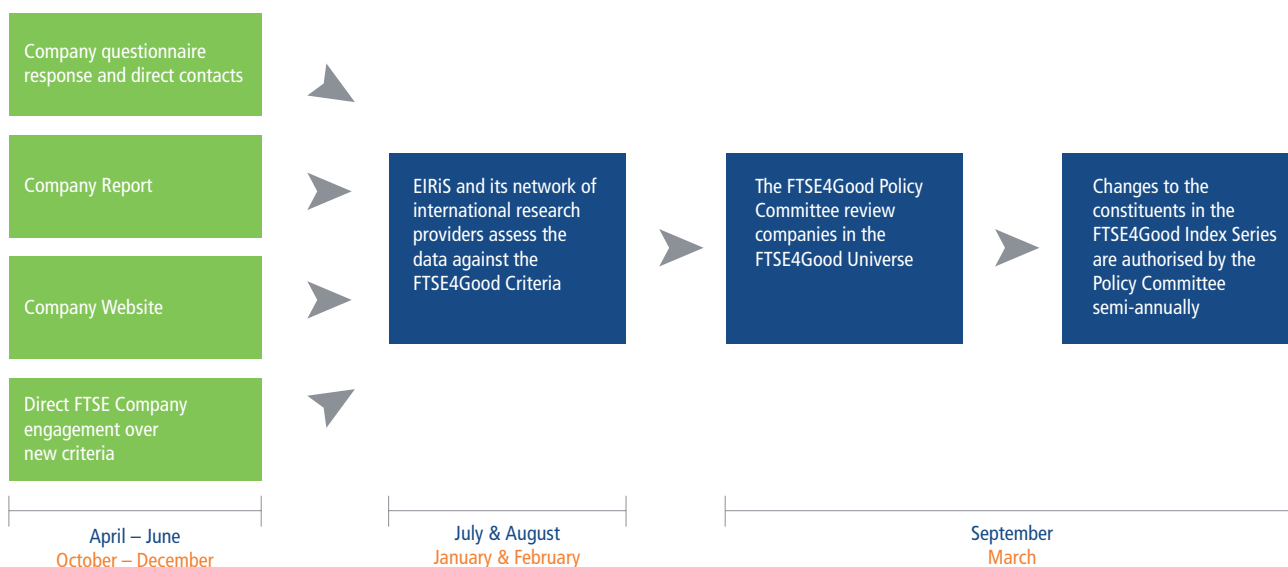 Company questionnaire
response and direct contacts
Company Report
Company Website
Direct FTSE Company
engagement over
new criteria
EIRiS and its network of
international research
providers assess the
data against the
FTSE4Good Criteria
The FTSE4Good Policy
Committee review
companies in the
FTSE4Good Universe
Changes to the
constituents in the
FTSE4Good Index Series
are authorised by the
Policy Committee
semi-annually
April – June
October – December
July & August
January & February
September
March